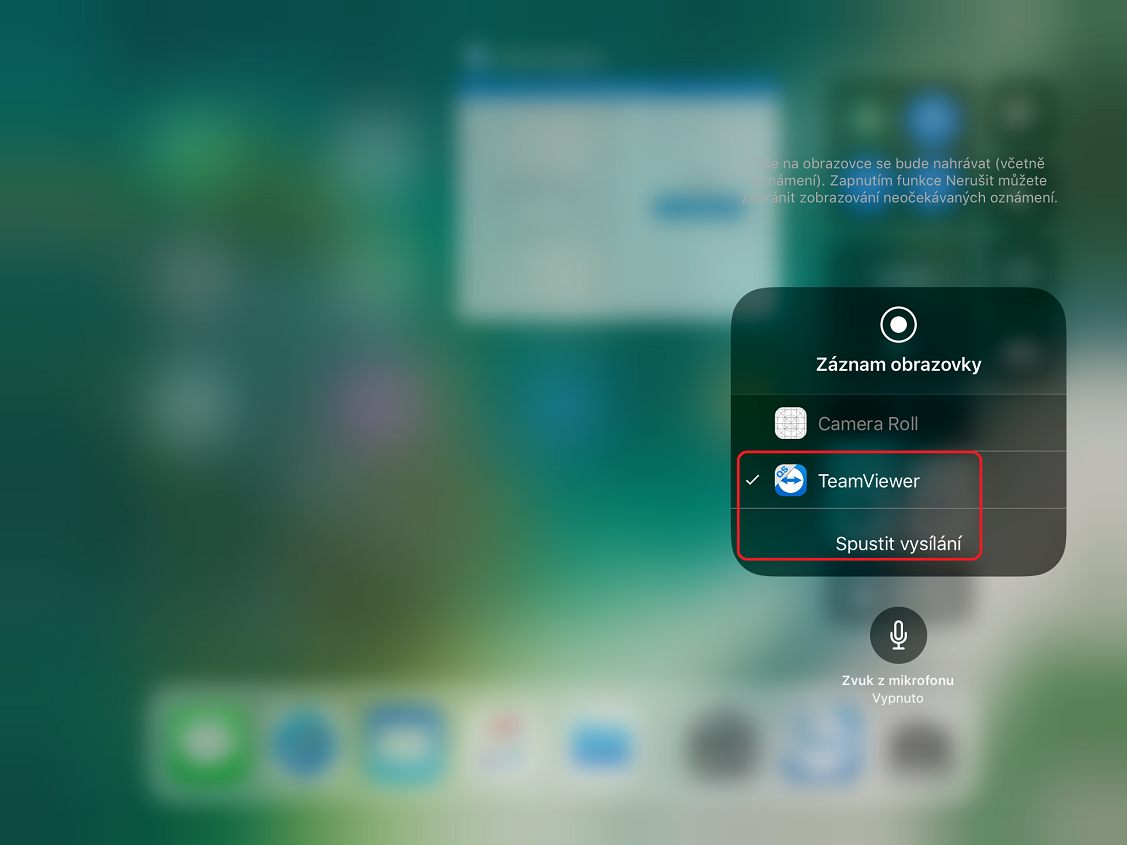 na obrazovce se bude nahrávat (včetně
oznámení). Zapnutím funkce Nerušit můžete
zabránit zobrazování neočekávaných oznámení.
Záznam obrazovky
Camera Roll
QS
TeamViewer
Spustit vysílání
Zvuk z mikrofonu
Vypnuto